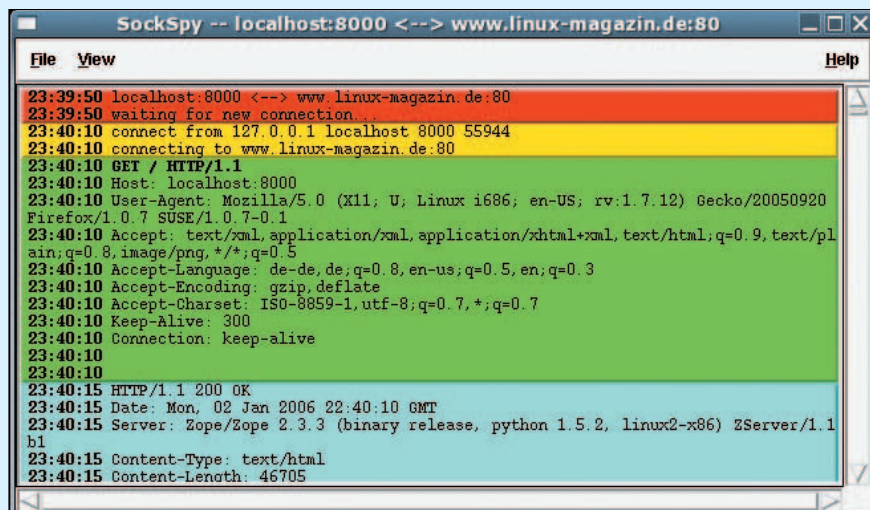 SockSpy -- localhost:8000 <--> www.linux-magazin.de:80
File View Help
23:39:50 localhost:8000 <--> www.linux-magazin.de:80
23:39:50 waiting for new connection...
23:40:10 connect from 127.0.0.1 localhost 8000 55944
23:40:10 connecting to www.linux-magazin.de:80
23:40:10 GET / HTTP/1.1
23:40:10 Host: localhost:8000
23:40:10 User-Agent: Mozilla/5.0 (X11; U; Linux i686; en-US; rv:1.7.12) Gecko/20050920
Firefox/1.0.7 SUSE/1.0.7-0.1
23:40:10 Accept: text/xml,application/xml,application/xhtml+xml,text/html;q=0.9,text/pl
ain;q=0.8,image/png,*/*;q=0.5
23:40:10 Accept-Language: de-de,de;q=0.8,en-us;q=0.5,en;q=0.3
23:40:10 Accept-Encoding: gzip,deflate
23:40:10 Accept-Charset: ISO-8859-1,utf-8;q=0.7,*;q=0.7
23:40:10 Keep-Alive: 300
23:40:10 Connection: keep-alive
23:40:10
23:40:10
23:40:15 HTTP/1.1 200 OK
23:40:15 Date: Mon, 02 Jan 2006 22:40:10 GMT
23:40:15 Server: Zope/Zope 2.3.3 (binary release, python 1.5.2, linux2-x86) ZServer/1.1
b1
23:40:15 Content-Type: text/html
23:40:15 Content-Length: 46705